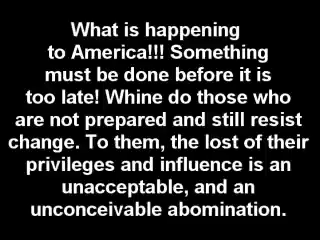 What is happening
to America!!! Something
must be done before it is
too late! Whine do those who
are not prepared and still resist
change. To them, the lost of their
privileges and influence is an
unacceptable, and an
unconceivable abomination.